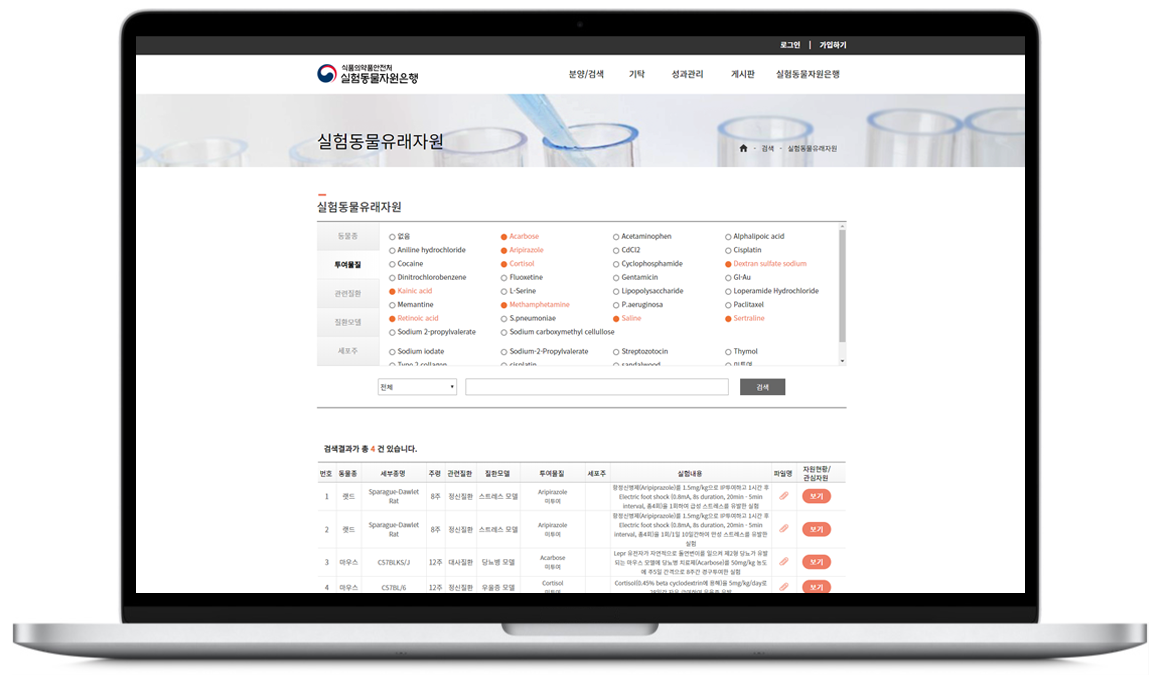 로그인 | 가입하기
식품의약품안전처
실험동물자원은행
분양/검색 기탁 성과관리 게시판 실험동물자원은행
실험동물유래자원
- 검색 - 실험동물유래자원
실험동물유래자원
동물종
투여물질
관련질환
질환모델
세포주
없음 Acarbose Acetaminophen Alphalipoic acid
Aniline hydrochloride Aripirazole CdCl2 Cisplatin
Cocaine Cortisol Cyclophosphamide Dextran sulfate sodium
Dinitrochlorobenzene Fluoxetine Gentamicin GI-Au
Kainic acid L-Serine Lipopolysaccharide Loperamide Hydrochloride
Memantine Methamphetamine P.aeruginosa Paclitaxel
Retinoic acid S.pneumoniae Saline Sertraline
Sodium 2-propylvalerate Sodium carboxymethyl cellullose
Sodium iodate Sodium-2-Propylvalerate Streptozotocin Thymol
Type 2 collagen cisplatin sandalwood 미투여
전체 검색
검색결과가 총 4 건 있습니다.
번호 동물종 세부종명 주령 관련질환 질환모델 투여물질 세포주 실험내용 파일명 자원현황/
관심자원
1 랫드 Sparague-Dawlet
Rat 8주 정신질환 스트레스 모델 Aripirazole
미투여 항정신병제(Aripiprazole)를 1.5mg/kg으로 IP투여하고 1시간 후
Electric foot shock (0.8mA, 8s duration, 20min - 5min
interval, 총4회)을 1회하여 급성 스트레스를 유발한 실험 보기
2 랫드 Sparague-Dawlet
Rat 8주 정신질환 스트레스 모델 Aripirazole
미투여 항정신병제(Aripiprazole)를 1.5mg/kg으로 IP투여하고 1시간 후
Electric foot shock (0.8mA, 8s duration, 20min - 5min
interval, 총4회)을 1회/1일 10일간하여 만성 스트레스를 유발한
실험 보기
3 마우스 C57BLKS/J 12주 대사질환 당뇨병 모델 Acarbose
미투여 Lepr 유전자가 자연적으로 돌연변이를 일으켜 제2형 당뇨가 유발
되는 마우스 모델에 당뇨병 치료제(Acarbose)를 50mg/kg 농도
에 주5일 간격으로 8주간 경구투여한 실험 보기
4 마우스 C57BL/6 12주 정신질환 우울증 모델 Cortisol
미투여 Cortisol(0.45% beta cyclodextrin에 용해)을 5mg/kg/day로 보기